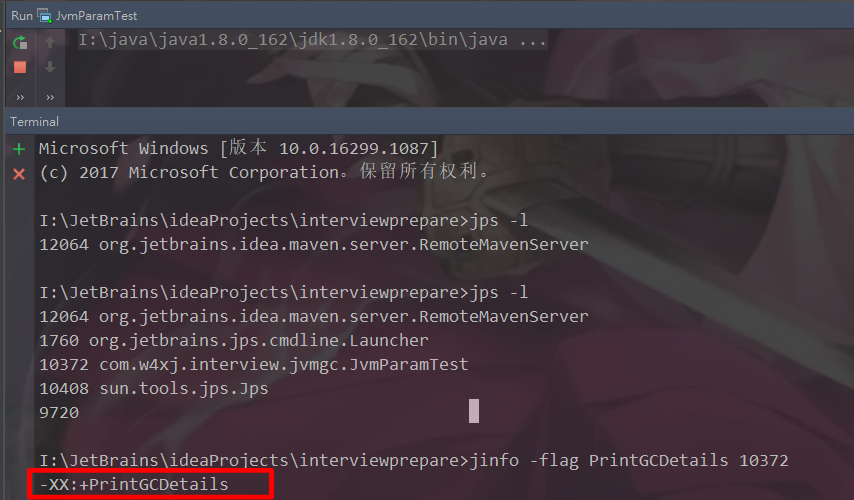 Run JvmParamTest
I:\java\java1.8.0_162\jdk1.8.0_162\bin\java ...
Terminal
Microsoft Windows [版本 10.0.16299.1087]
(c) 2017 Microsoft Corporation。保留所有权利。
I:\JetBrains\ideaProjects\interviewprepare>jps -l
12064 org.jetbrains.idea.maven.server.RemoteMavenServer
I:\JetBrains\ideaProjects\interviewprepare>jps -l
12064 org.jetbrains.idea.maven.server.RemoteMavenServer
1760 org.jetbrains.jps.cmdline.Launcher
10372 com.w4xj.interview.jvmgc.JvmParamTest
10408 sun.tools.jps.Jps
9720
I:\JetBrains\ideaProjects\interviewprepare>jinfo -flag PrintGCDetails 10372
-XX:+PrintGCDetails